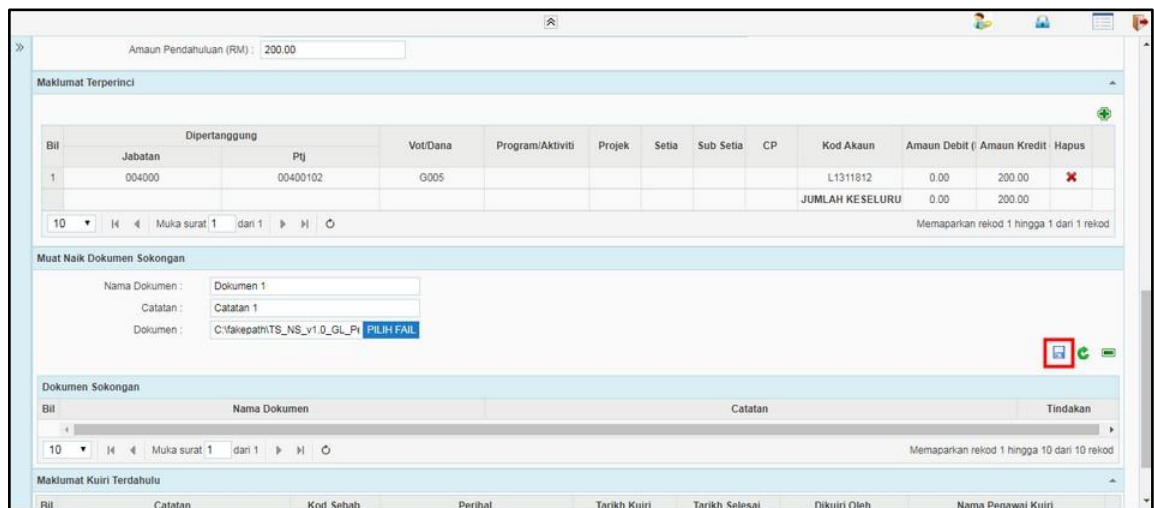 Amaun Pendahuluan (RM) : 200.00
Maklumat Terperinci
Bil Dipertanggung Vot/Dana Program/Aktiviti Projek Setia Sub Setia CP Kod Akaun Amaun Debit ( Amaun Kredit Hapus
Jabatan Ptj
1 004000 00400102 G005 L1311812 0.00 200.00
JUMLAH KESELURU 0.00 200.00
10 Muka surat 1 dari 1 Memaparkan rekod 1 hingga 1 dari 1 rekod
Muat Naik Dokumen Sokongan
Nama Dokumen : Dokumen 1
Catatan : Catatan 1
Dokumen : C:\fakepath\TS_NS_v1.0_GL_Pe PILIH FAIL
Dokumen Sokongan
Bil Nama Dokumen Catatan Tindakan
10 Muka surat 1 dari 1 Memaparkan rekod 1 hingga 10 dari 10 rekod
Maklumat Kuiri Terdahulu
Bil Catatan Kod Sebab Perihal Tarikh Kuiri Tarikh Selesai Dikuiri Oleh Nama Pegawai Kuiri